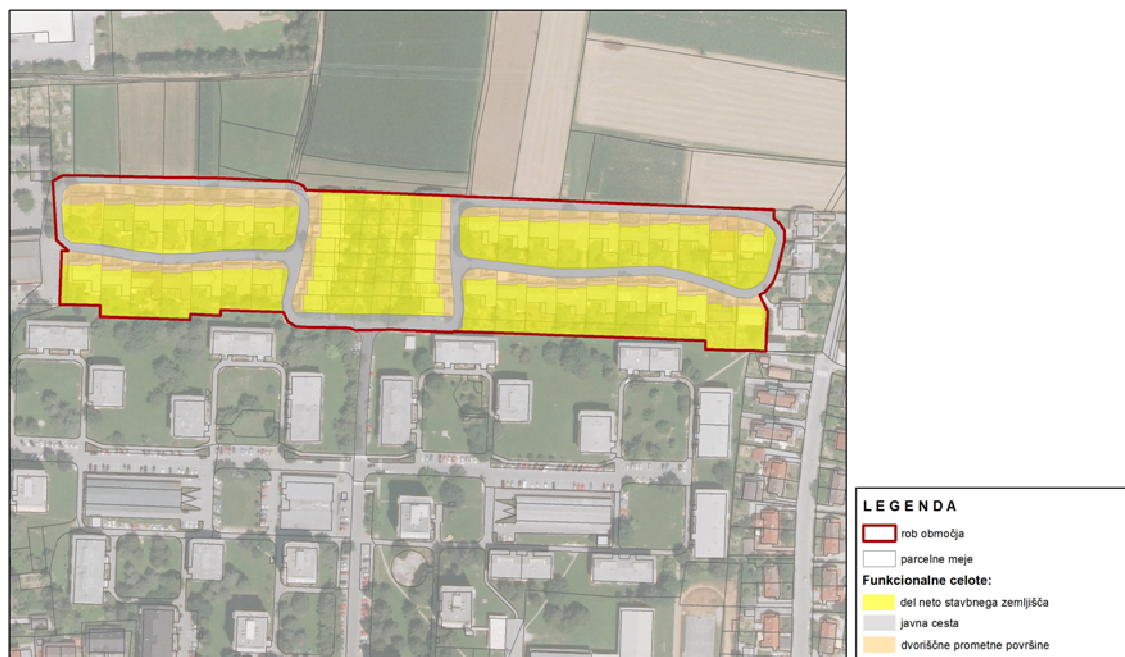 LEGENDA
rob območja
parcelne meje
Funkcionalne celote:
del neto stavbnega zemljišča
javna cesta
dvoriščne prometne površine